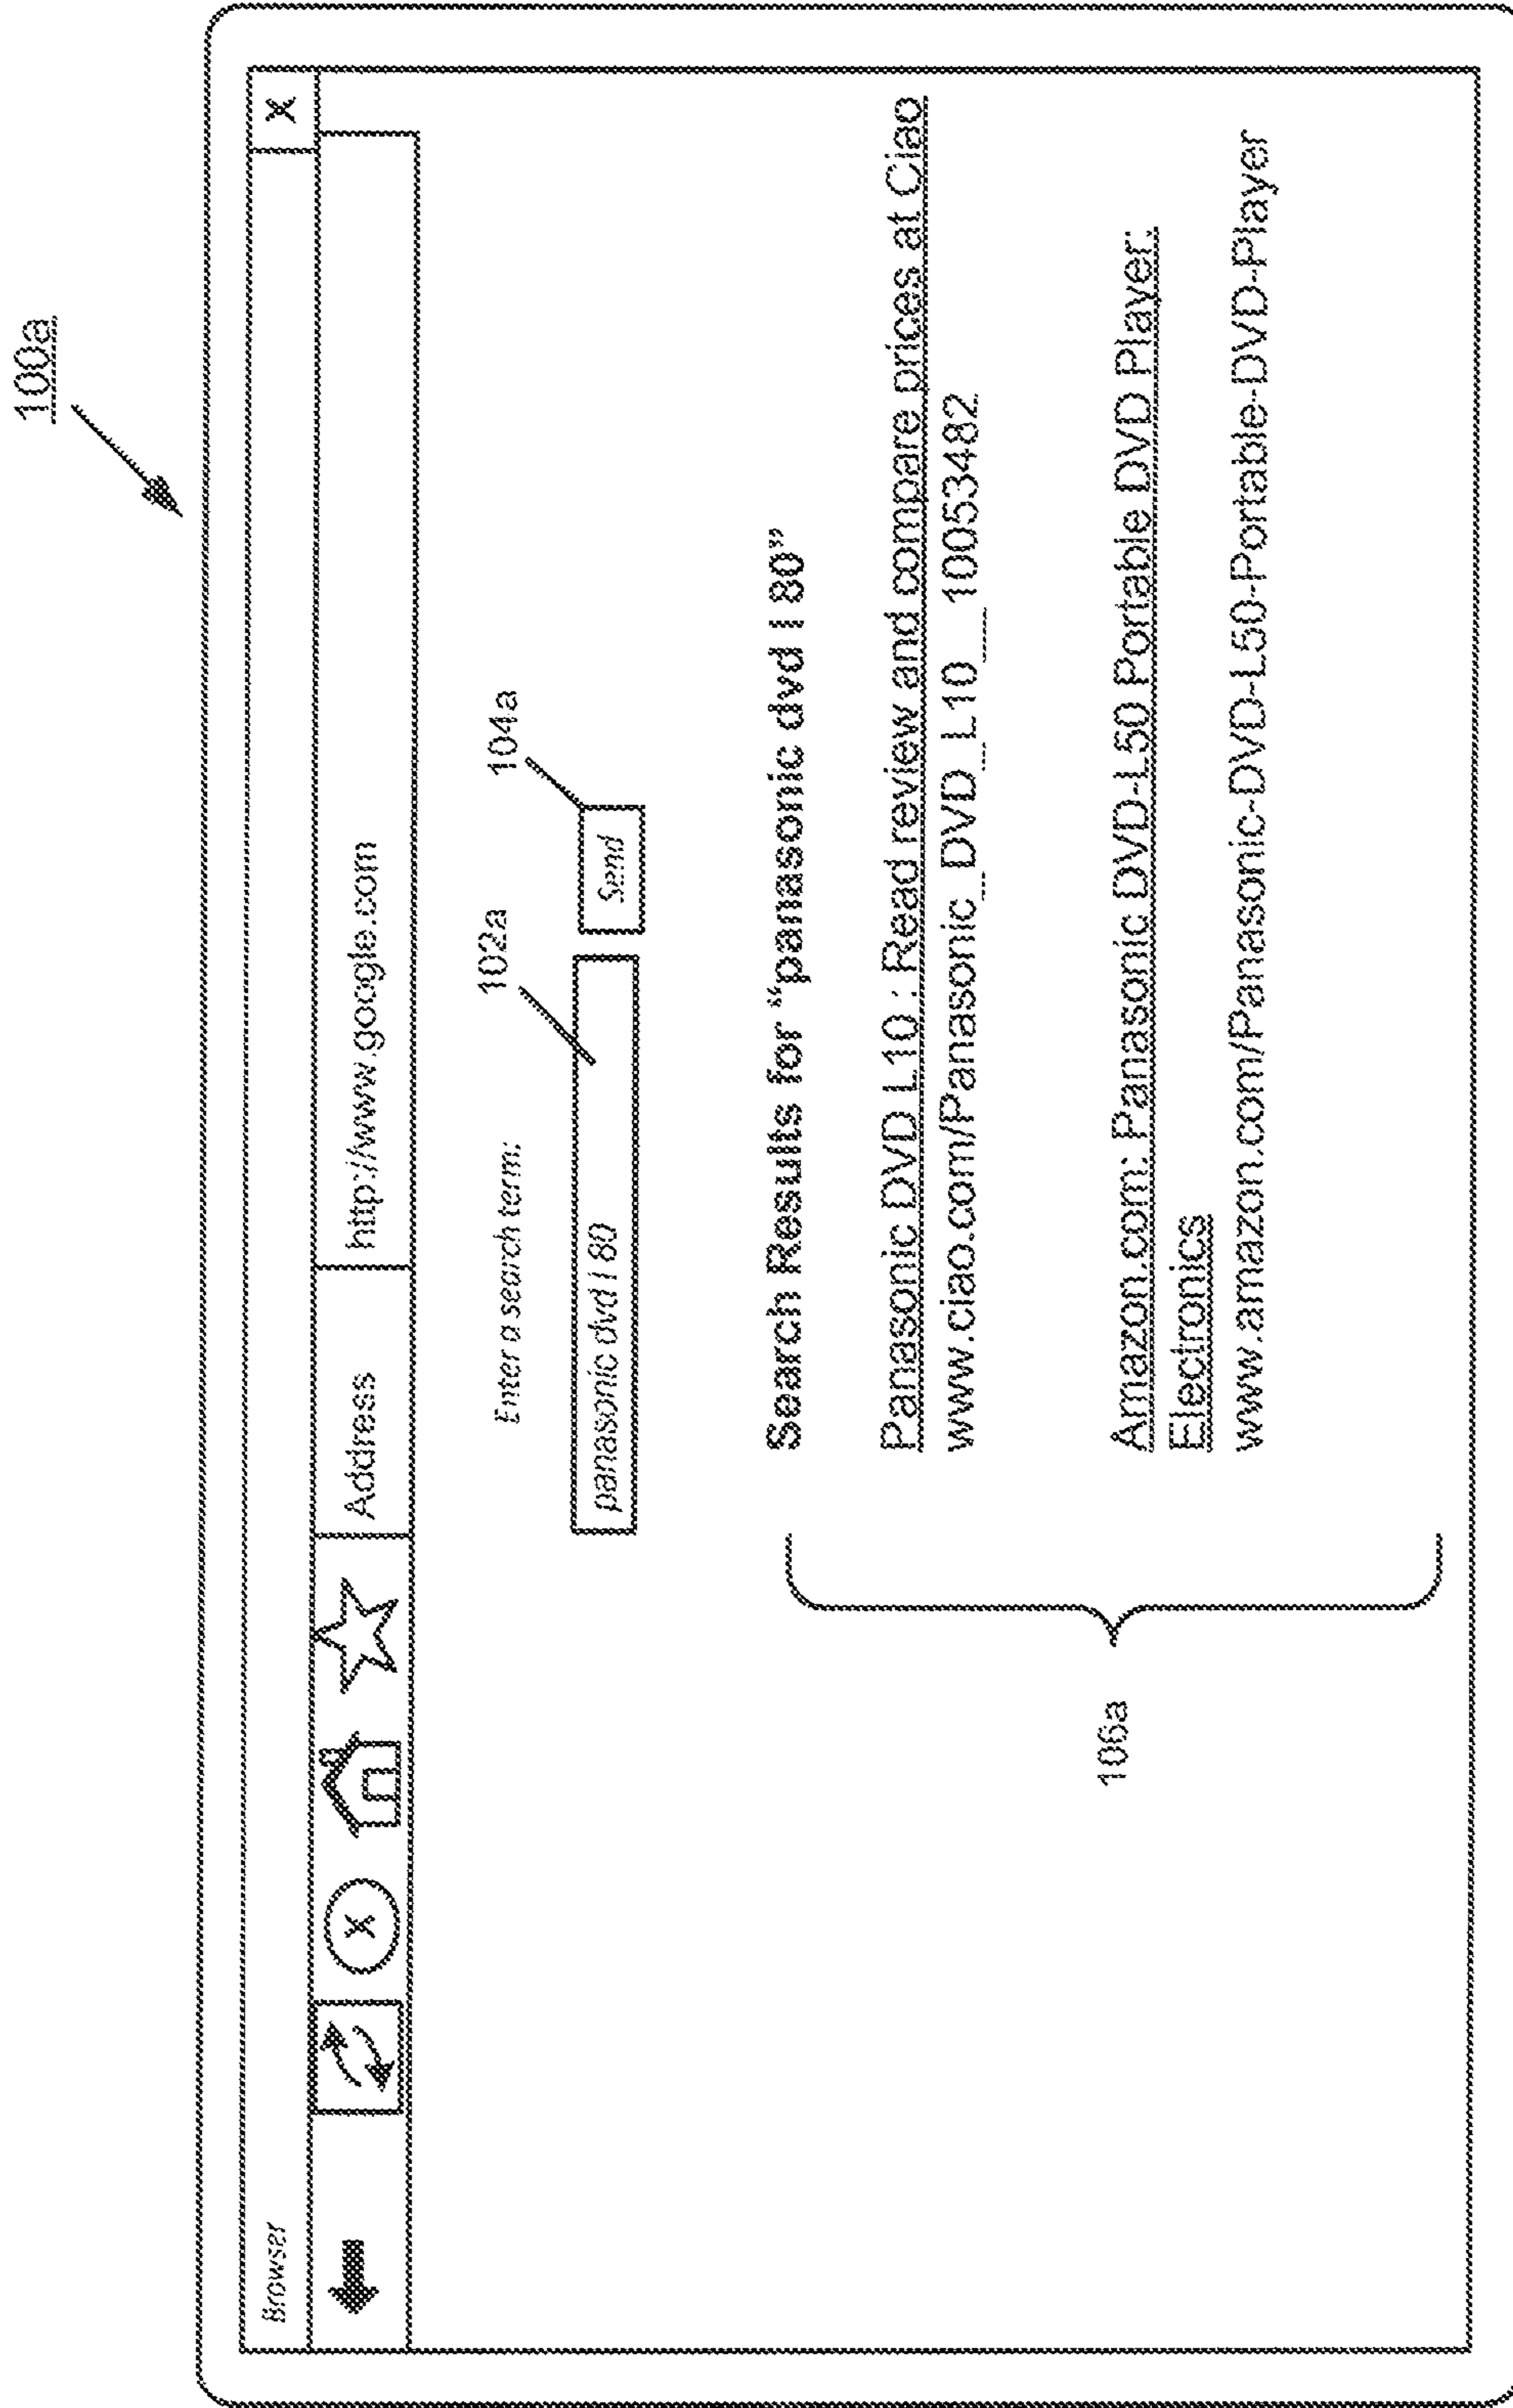 100a
Browser
X
x
Address
http://www.google.com
102a
104a
Enter a search term:
panasonic dvd l 80
Send
Search Results for “panasonic dvd l 80”
Panasonic DVD L10 : Read review and compare prices at Ciao
www.ciao.com/Panasonic_DVD_L10__10053482
Amazon.com: Panasonic DVD-L50 Portable DVD Player:
Electronics
www.amazon.com/Panasonic-DVD-L50-Portable-DVD-Player
106a